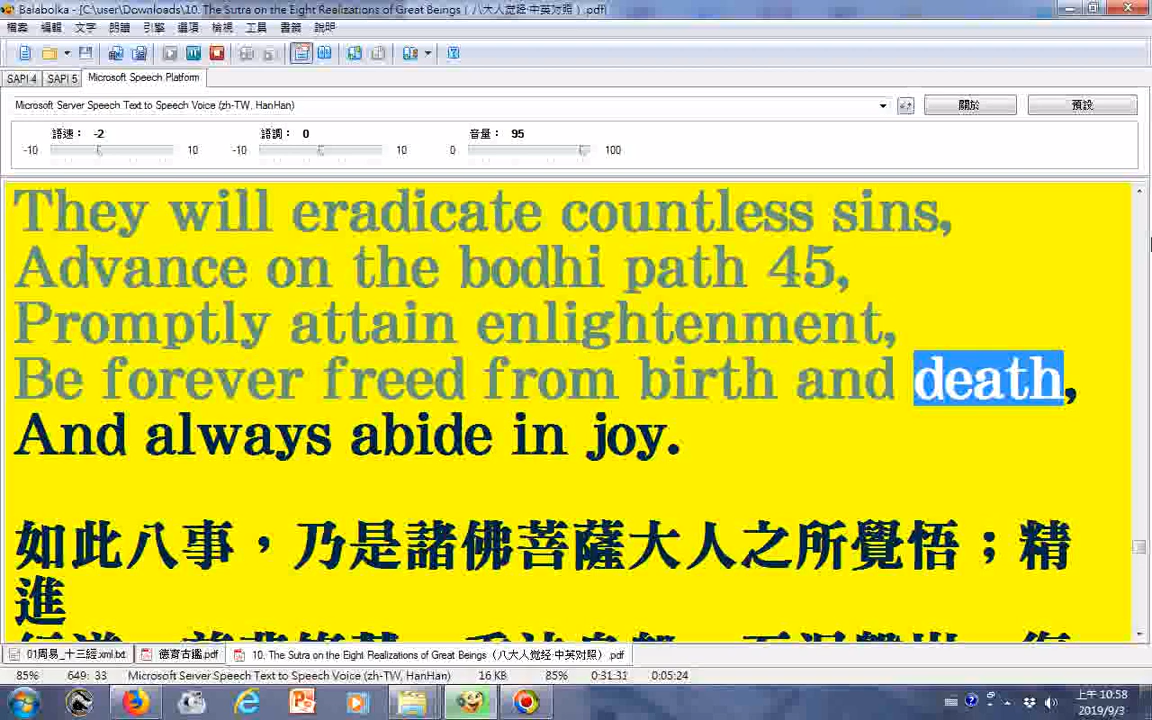 Balabolka - [C:\user\Downloads\10. The Sutra on the Eight Realizations of Great Beings（八大人觉经·中英对照）.pdf]
檔案 編輯 文字 朗讀 引擎 選項 檢視 工具 書籤 說明
SAPI 4 SAPI 5 Microsoft Speech Platform
Microsoft Server Speech Text to Speech Voice (zh-TW, HanHan) 關於 預設
語速： -2 語調： 0 音量： 95
-10 10 -10 10 0 100
They will eradicate countless sins,
Advance on the bodhi path 45,
Promptly attain enlightenment,
Be forever freed from birth and death,
And always abide in joy.
如此八事，乃是諸佛菩薩大人之所覺悟；精
進
01周易_十三經.xml.txt 德育古鑑.pdf 10. The Sutra on the Eight Realizations of Great Beings（八大人觉经·中英对照）.pdf
85% 649: 33 Microsoft Server Speech Text to Speech Voice (zh-TW, HanHan) 16 KB 85% 0:31:31 0:05:24
上午 10:58
2019/9/3